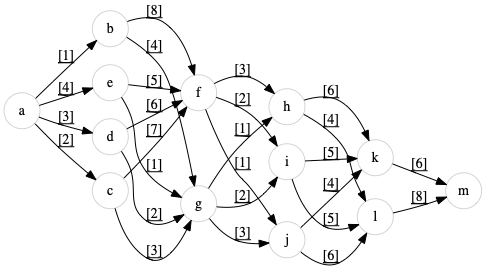 [8]
b
[1]
[4]
[3]
[6]
e
[5]
f
[4]
[2]
h
[4]
a
[6]
[3]
d
[7]
[1]
[2]
[5]
k
[6]
i
[1]
[1]
m
c
[4]
[2]
[8]
g
[2]
[5]
l
[3]
j
[3]
[6]